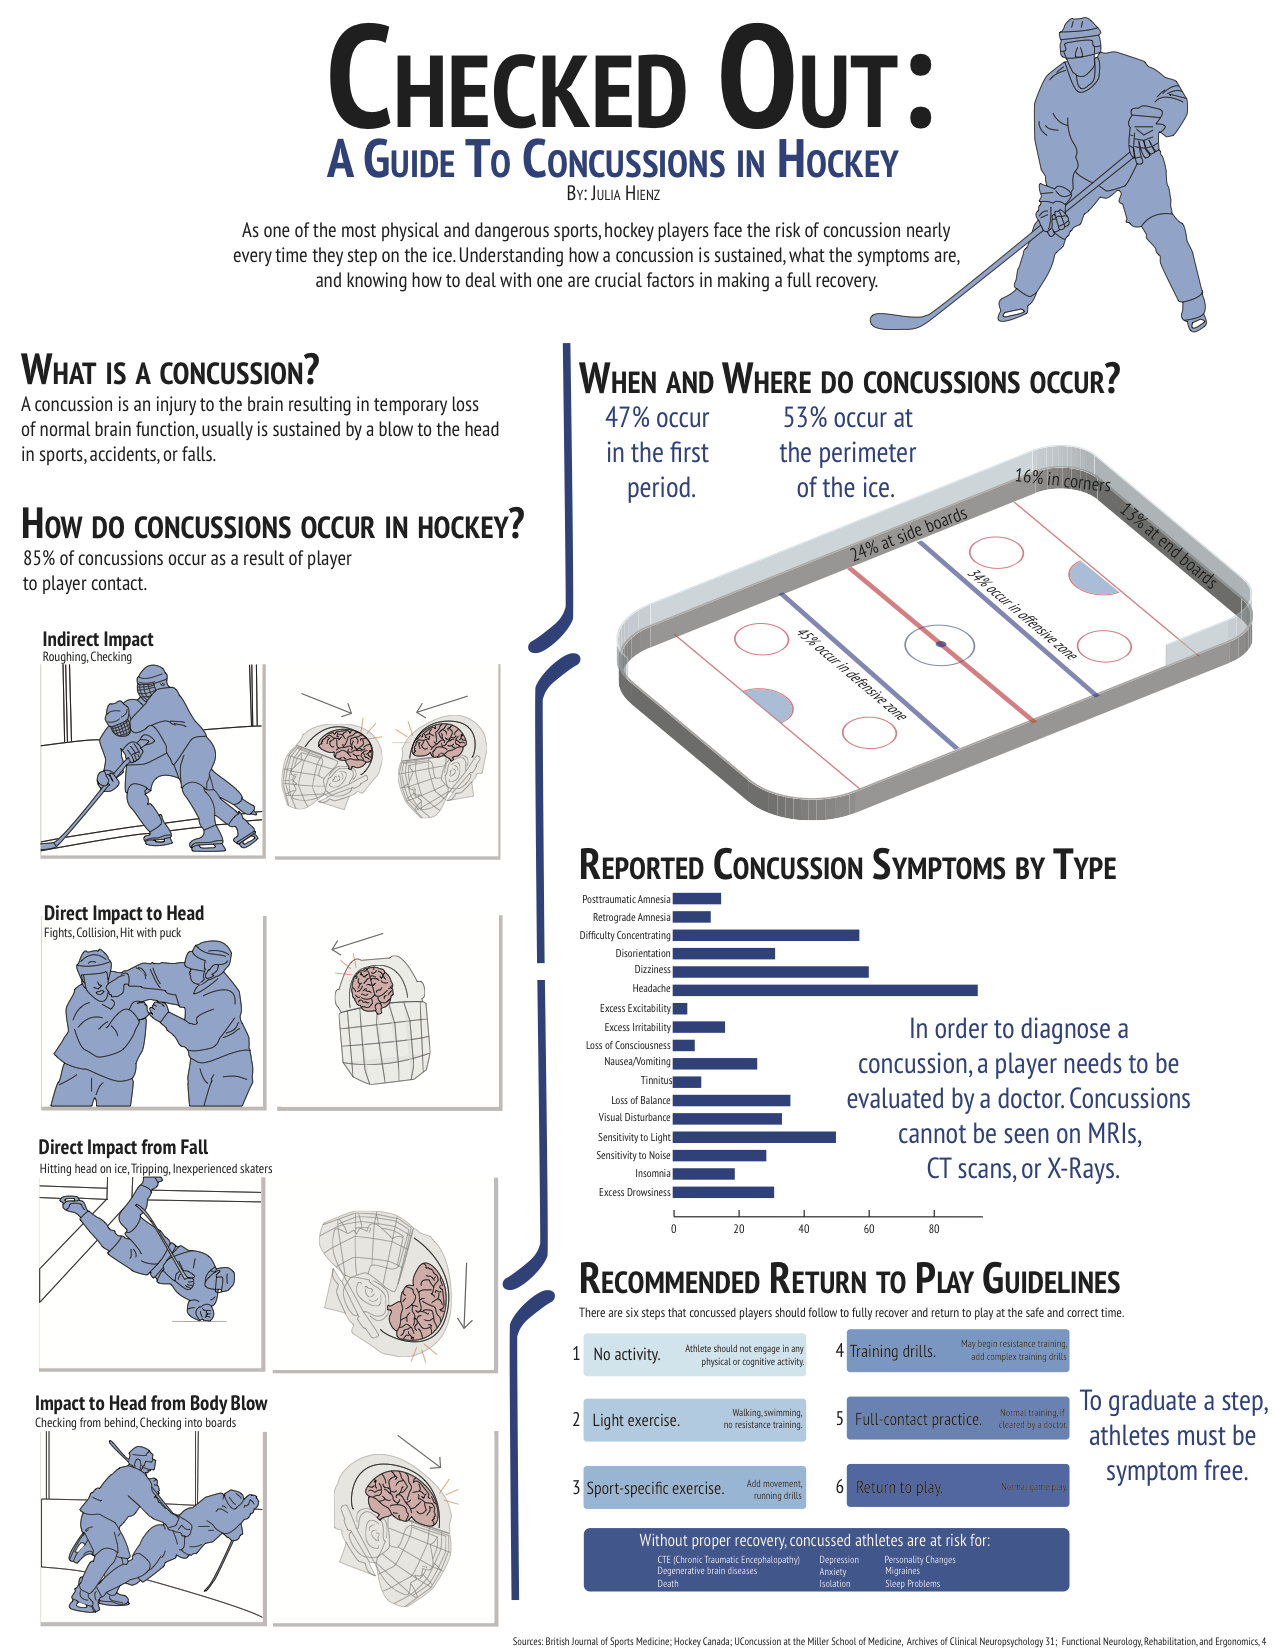 CHECKED OUT:
A GUIDE TO CONCUSSIONS IN HOCKEY
BY: JULIA HIENZ
As one of the most physical and dangerous sports, hockey players face the risk of concussion nearly
every time they step on the ice. Understanding how a concussion is sustained, what the symptoms are,
and knowing how to deal with one are crucial factors in making a full recovery.
WHAT IS A CONCUSSION?
A concussion is an injury to the brain resulting in temporary loss
of normal brain function, usually is sustained by a blow to the head
in sports, accidents, or falls.
HOW DO CONCUSSIONS OCCUR IN HOCKEY?
85% of concussions occur as a result of player
to player contact.
Indirect Impact
Roughing, Checking
Direct Impact to Head
Fights, Collision, Hit with puck
Direct Impact from Fall
Hitting head on ice, Tripping, Inexperienced skaters
Impact to Head from Body Blow
Checking from behind, Checking into boards
WHEN AND WHERE DO CONCUSSIONS OCCUR?
47% occur
in the first
period.
53% occur at
the perimeter
of the ice.
16% in corners
13% at end boards
24% at side boards
34% occur in offensive zone
45% occur in defensive zone
REPORTED CONCUSSION SYMPTOMS BY TYPE
Posttraumatic Amnesia
Retrograde Amnesia
Difficulty Concentrating
Disorientation
Dizziness
Headache
Excess Excitability
Excess Irritability
Loss of Consciousness
Nausea/Vomiting
Tinnitus
Loss of Balance
Visual Disturbance
Sensitivity to Light
Sensitivity to Noise
Insomnia
Excess Drowsiness
0 20 40 60 80
In order to diagnose a
concussion, a player needs to be
evaluated by a doctor. Concussions
cannot be seen on MRIs,
CT scans, or X-Rays.
RECOMMENDED RETURN TO PLAY GUIDELINES
There are six steps that concussed players should follow to fully recover and return to play at the safe and correct time.
1 No activity.
Athlete should not engage in any
physical or cognitive activity.
2 Light exercise.
Walking, swimming,
no resistance training.
3 Sport-specific exercise.
Add movement,
running drills
4 Training drills.
May begin resistance training,
add complex training drills
5 Full-contact practice.
Normal training, if
cleared by a doctor.
6 Return to play.
Normal game play.
To graduate a step,
athletes must be
symptom free.
Without proper recovery, concussed athletes are at risk for:
CTE (Chronic Traumatic Encephalopathy)
Degenerative brain diseases
Death
Depression
Anxiety
Isolation
Personality Changes
Migraines
Sleep Problems
Sources: British Journal of Sports Medicine; Hockey Canada; UConcussion at the Miller School of Medicine, Archives of Clinical Neuropsychology 31; Functional Neurology, Rehabilitation, and Ergonomics, 4